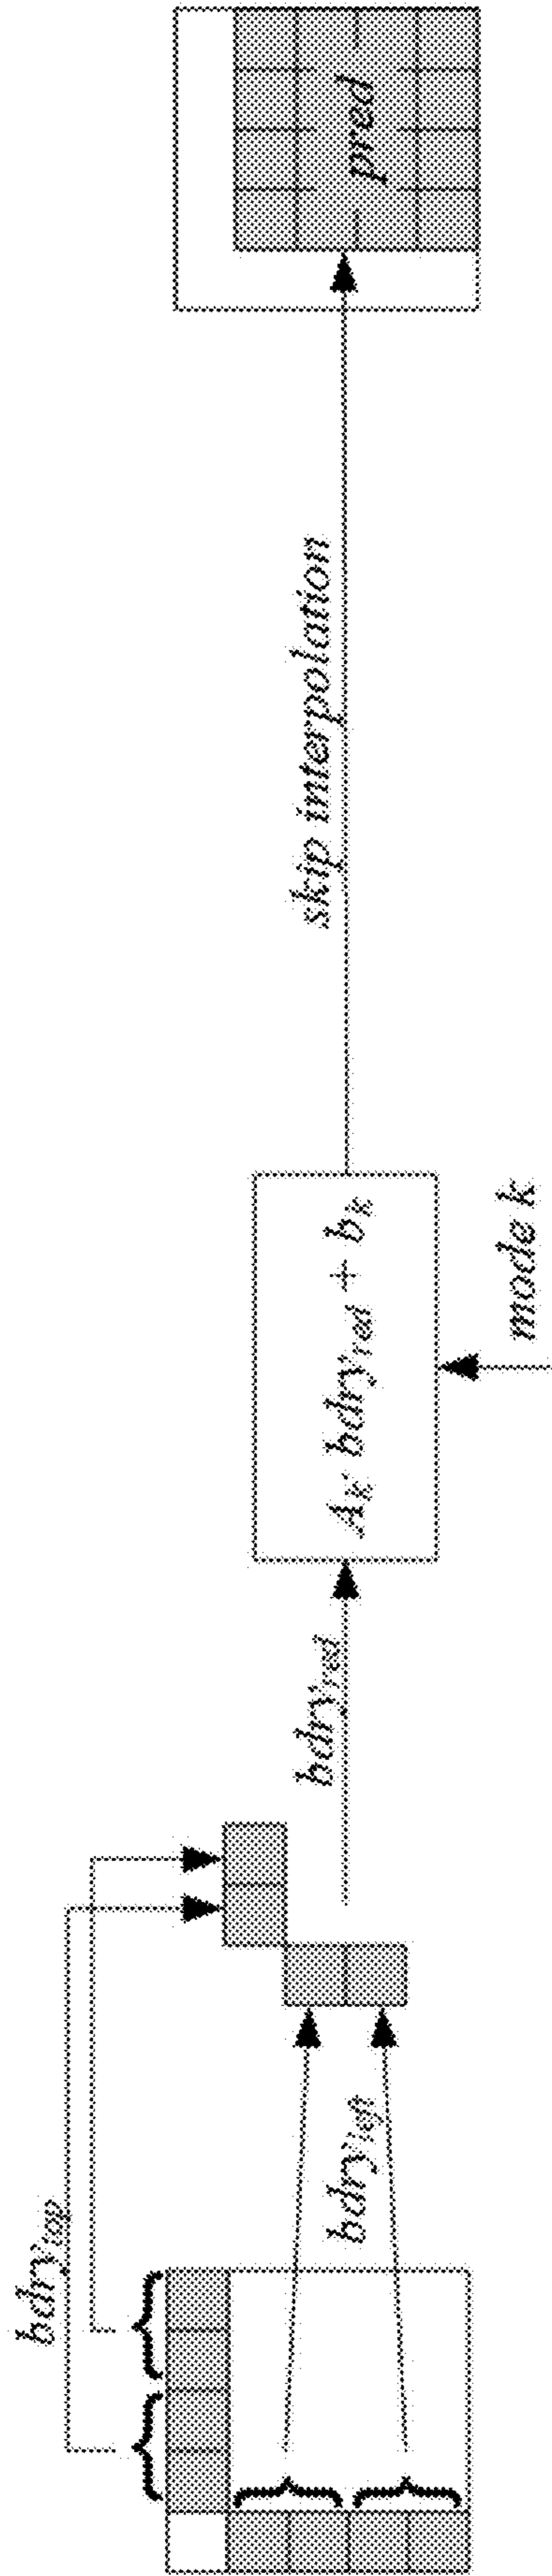 bdry_top
bdry_left
bdry_red
A_k · bdry_red + b_k
mode k
skip interpolation
pred